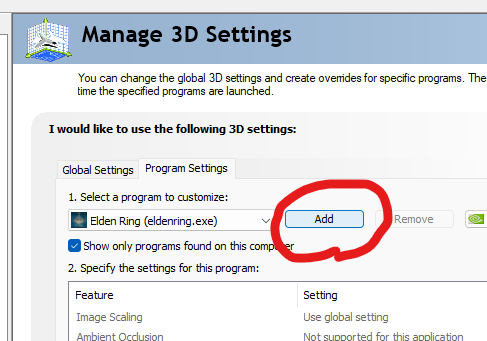 Manage 3D Settings
You can change the global 3D settings and create overrides for specific programs. The
time the specified programs are launched.
I would like to use the following 3D settings:
Global Settings
Program Settings
1. Select a program to customize:
Elden Ring (eldenring.exe)
Add
Remove
Show only programs found on this computer
2. Specify the settings for this program:
Feature
Setting
Image Scaling
Use global setting
Ambient Occlusion
Not supported for this application